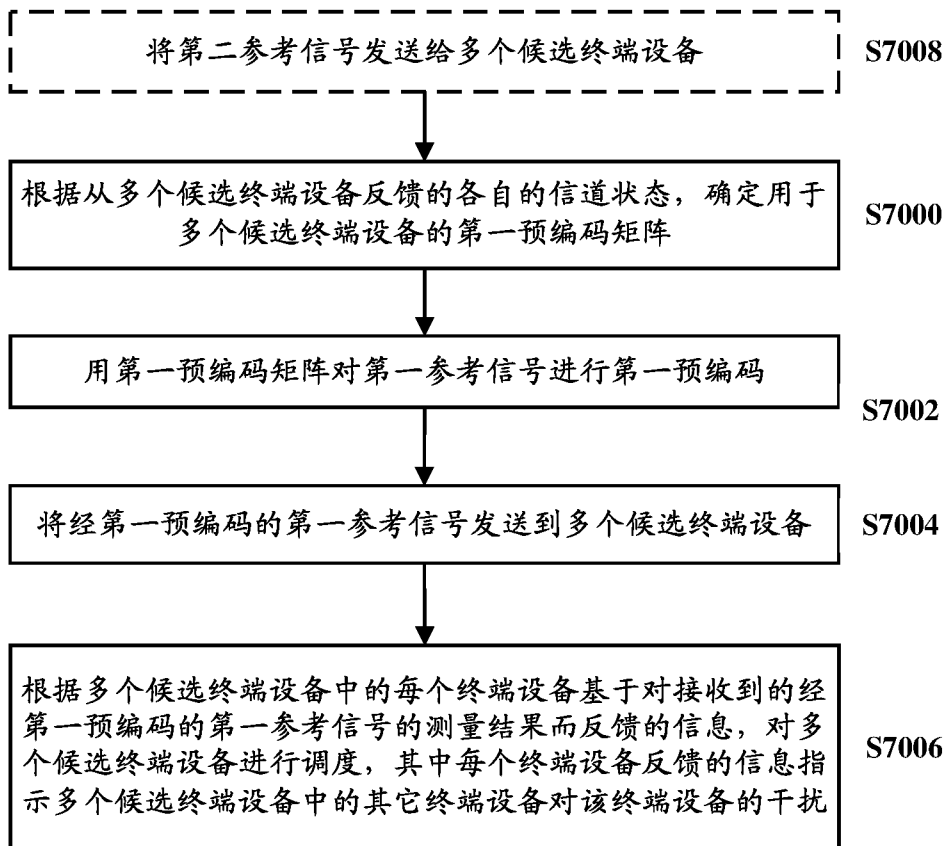 将第二参考信号发送给多个候选终端设备
S7008
根据从多个候选终端设备反馈的各自的信道状态，确定用于
多个候选终端设备的第一预编码矩阵
S7000
用第一预编码矩阵对第一参考信号进行第一预编码
S7002
将经第一预编码的第一参考信号发送到多个候选终端设备
S7004
根据多个候选终端设备中的每个终端设备基于对接收到的经
第一预编码的第一参考信号的测量结果而反馈的信息，对多
个候选终端设备进行调度，其中每个终端设备反馈的信息指
示多个候选终端设备中的其它终端设备对该终端设备的干扰
S7006